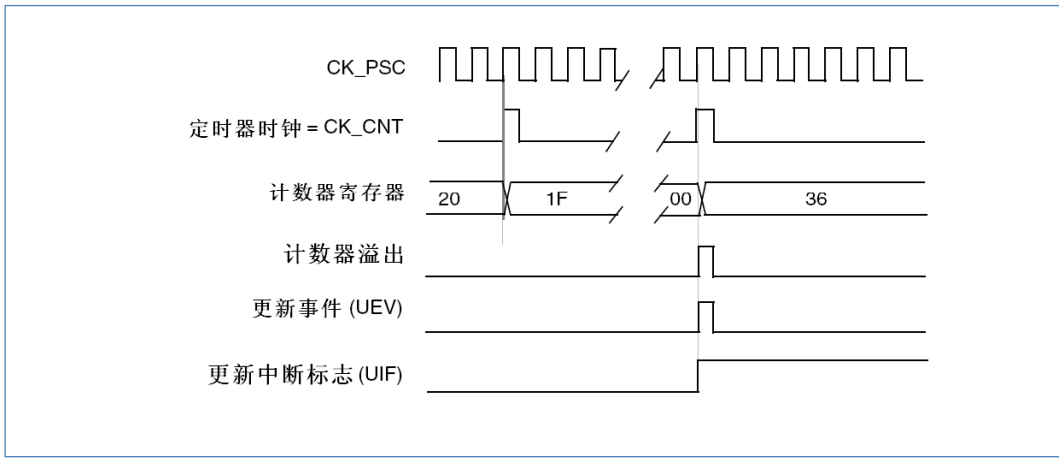 CK_PSC
定时器时钟 = CK_CNT
计数器寄存器 20 1F 00 36
计数器溢出
更新事件 (UEV)
更新中断标志 (UIF)